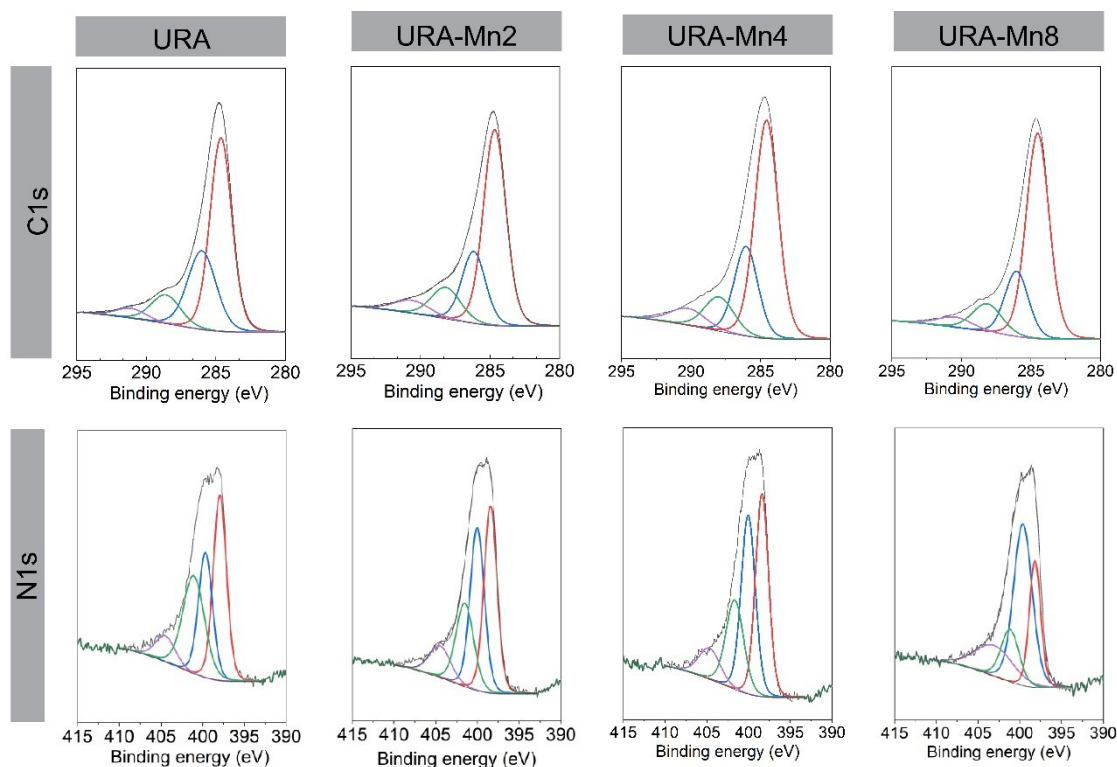 URA
URA-Mn2
URA-Mn4
URA-Mn8
C1s
295 290 285 280
Binding energy (eV)
295 290 285 280
Binding energy (eV)
295 290 285 280
Binding energy (eV)
295 290 285 280
Binding energy (eV)
N1s
415 410 405 400 395 390
Binding energy (eV)
415 410 405 400 395 390
Binding energy (eV)
415 410 405 400 395 390
Binding energy (eV)
415 410 405 400 395 390
Binding energy (eV)